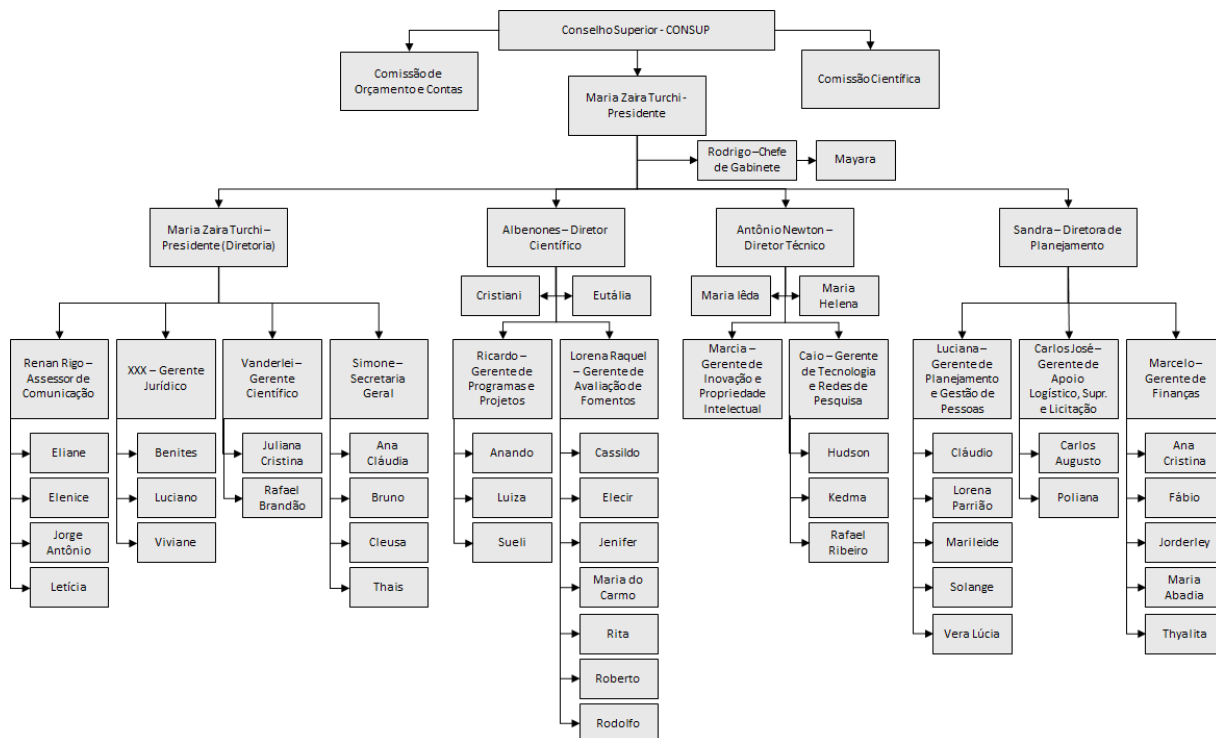 Conselho Superior - CONSUP
Comissão de
Orçamento e Contas
Comissão Científica
Maria Zaira Turchi -
Presidente
Rodrigo – Chefe
de Gabinete
Mayara
Maria Zaira Turchi –
Presidente (Diretoria)
Albenones – Diretor
Científico
Antônio Newton –
Diretor Técnico
Sandra – Diretora de
Planejamento
Cristiani
Eutália
Maria Iêda
Maria
Helena
Renan Rigo –
Assessor de
Comunicação
XXX – Gerente
Jurídico
Vanderlei –
Gerente
Científico
Simone –
Secretaria
Geral
Ricardo –
Gerente de
Programas e
Projetos
Lorena Raquel
– Gerente de
Avaliação de
Fomentos
Marcia –
Gerente de
Inovação e
Propriedade
Intelectual
Caio – Gerente
de Tecnologia
e Redes de
Pesquisa
Luciana –
Gerente de
Planejamento
e Gestão de
Pessoas
Carlos José –
Gerente de
Apoio
Logístico, Supr.
e Licitação
Marcelo –
Gerente de
Finanças
Eliane
Elenice
Jorge
Antônio
Letícia
Benites
Luciano
Viviane
Juliana
Cristina
Rafael
Brandão
Ana
Cláudia
Bruno
Cleusa
Thais
Anando
Luiza
Sueli
Cassildo
Elecir
Jenifer
Maria do
Carmo
Rita
Roberto
Rodolfo
Hudson
Kedma
Rafael
Ribeiro
Cláudio
Lorena
Parrião
Marileide
Solange
Vera Lúcia
Carlos
Augusto
Poliana
Ana
Cristina
Fábio
Jorderley
Maria
Abadia
Thyalita